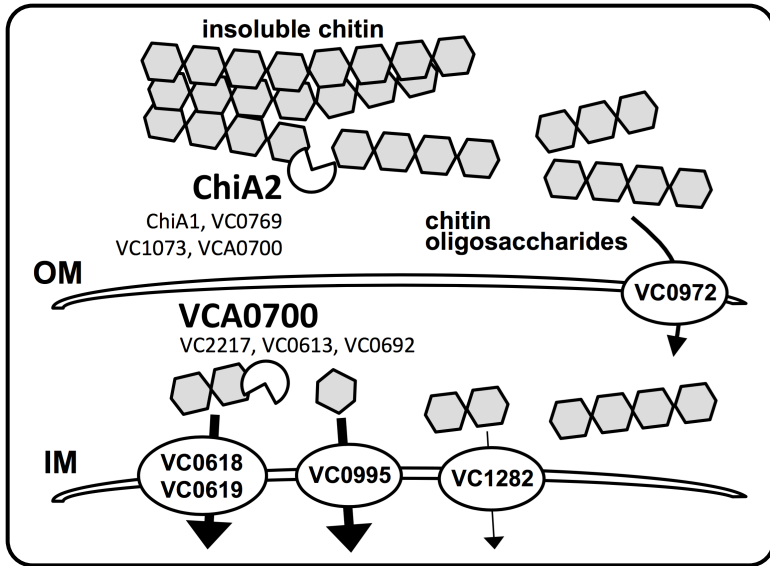 insoluble chitin
ChiA2
ChiA1, VC0769
VC1073, VCA0700
chitin
oligosaccharides
OM
VC0972
VCA0700
VC2217, VC0613, VC0692
IM
VC0618
VC0619
VC0995
VC1282